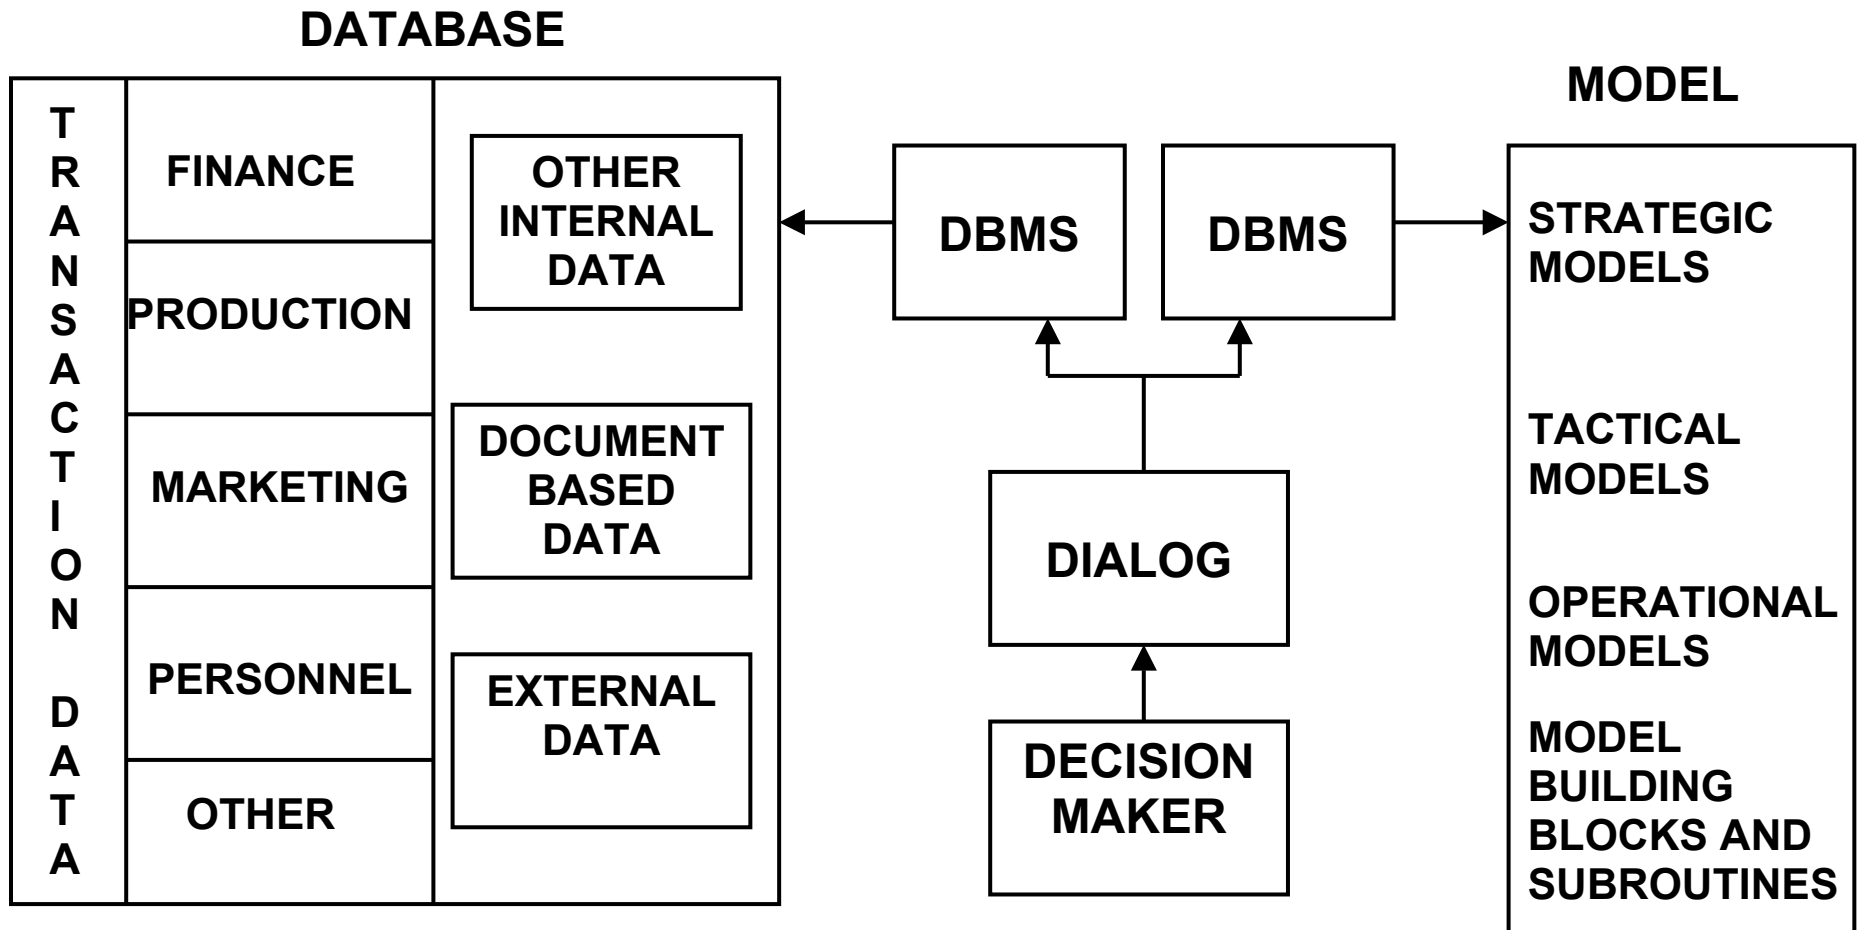 DATABASE
MODEL
T
R
A
N
S
A
C
T
I
O
N
D
A
T
A
FINANCE
PRODUCTION
MARKETING
PERSONNEL
OTHER
OTHER
INTERNAL
DATA
DOCUMENT
BASED
DATA
EXTERNAL
DATA
DBMS
DBMS
DIALOG
DECISION
MAKER
STRATEGIC
MODELS
TACTICAL
MODELS
OPERATIONAL
MODELS
MODEL
BUILDING
BLOCKS AND
SUBROUTINES